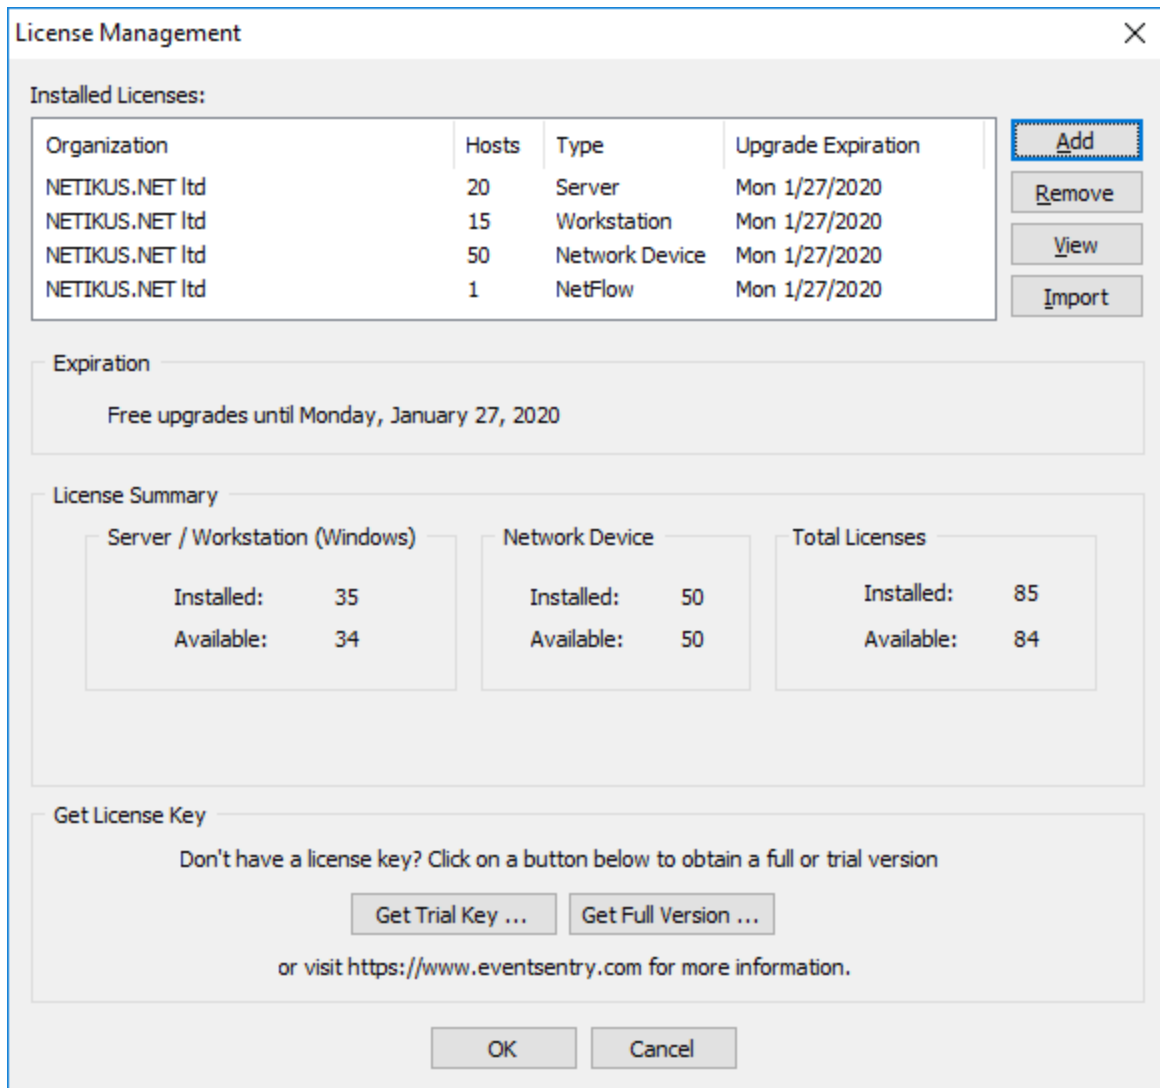 License Management
Installed Licenses:
Organization Hosts Type Upgrade Expiration
NETIKUS.NET ltd 20 Server Mon 1/27/2020
NETIKUS.NET ltd 15 Workstation Mon 1/27/2020
NETIKUS.NET ltd 50 Network Device Mon 1/27/2020
NETIKUS.NET ltd 1 NetFlow Mon 1/27/2020
Add
Remove
View
Import
Expiration
Free upgrades until Monday, January 27, 2020
License Summary
Server / Workstation (Windows)
Installed: 35
Available: 34
Network Device
Installed: 50
Available: 50
Total Licenses
Installed: 85
Available: 84
Get License Key
Don't have a license key? Click on a button below to obtain a full or trial version
Get Trial Key ... Get Full Version ...
or visit https://www.eventsentry.com for more information.
OK Cancel